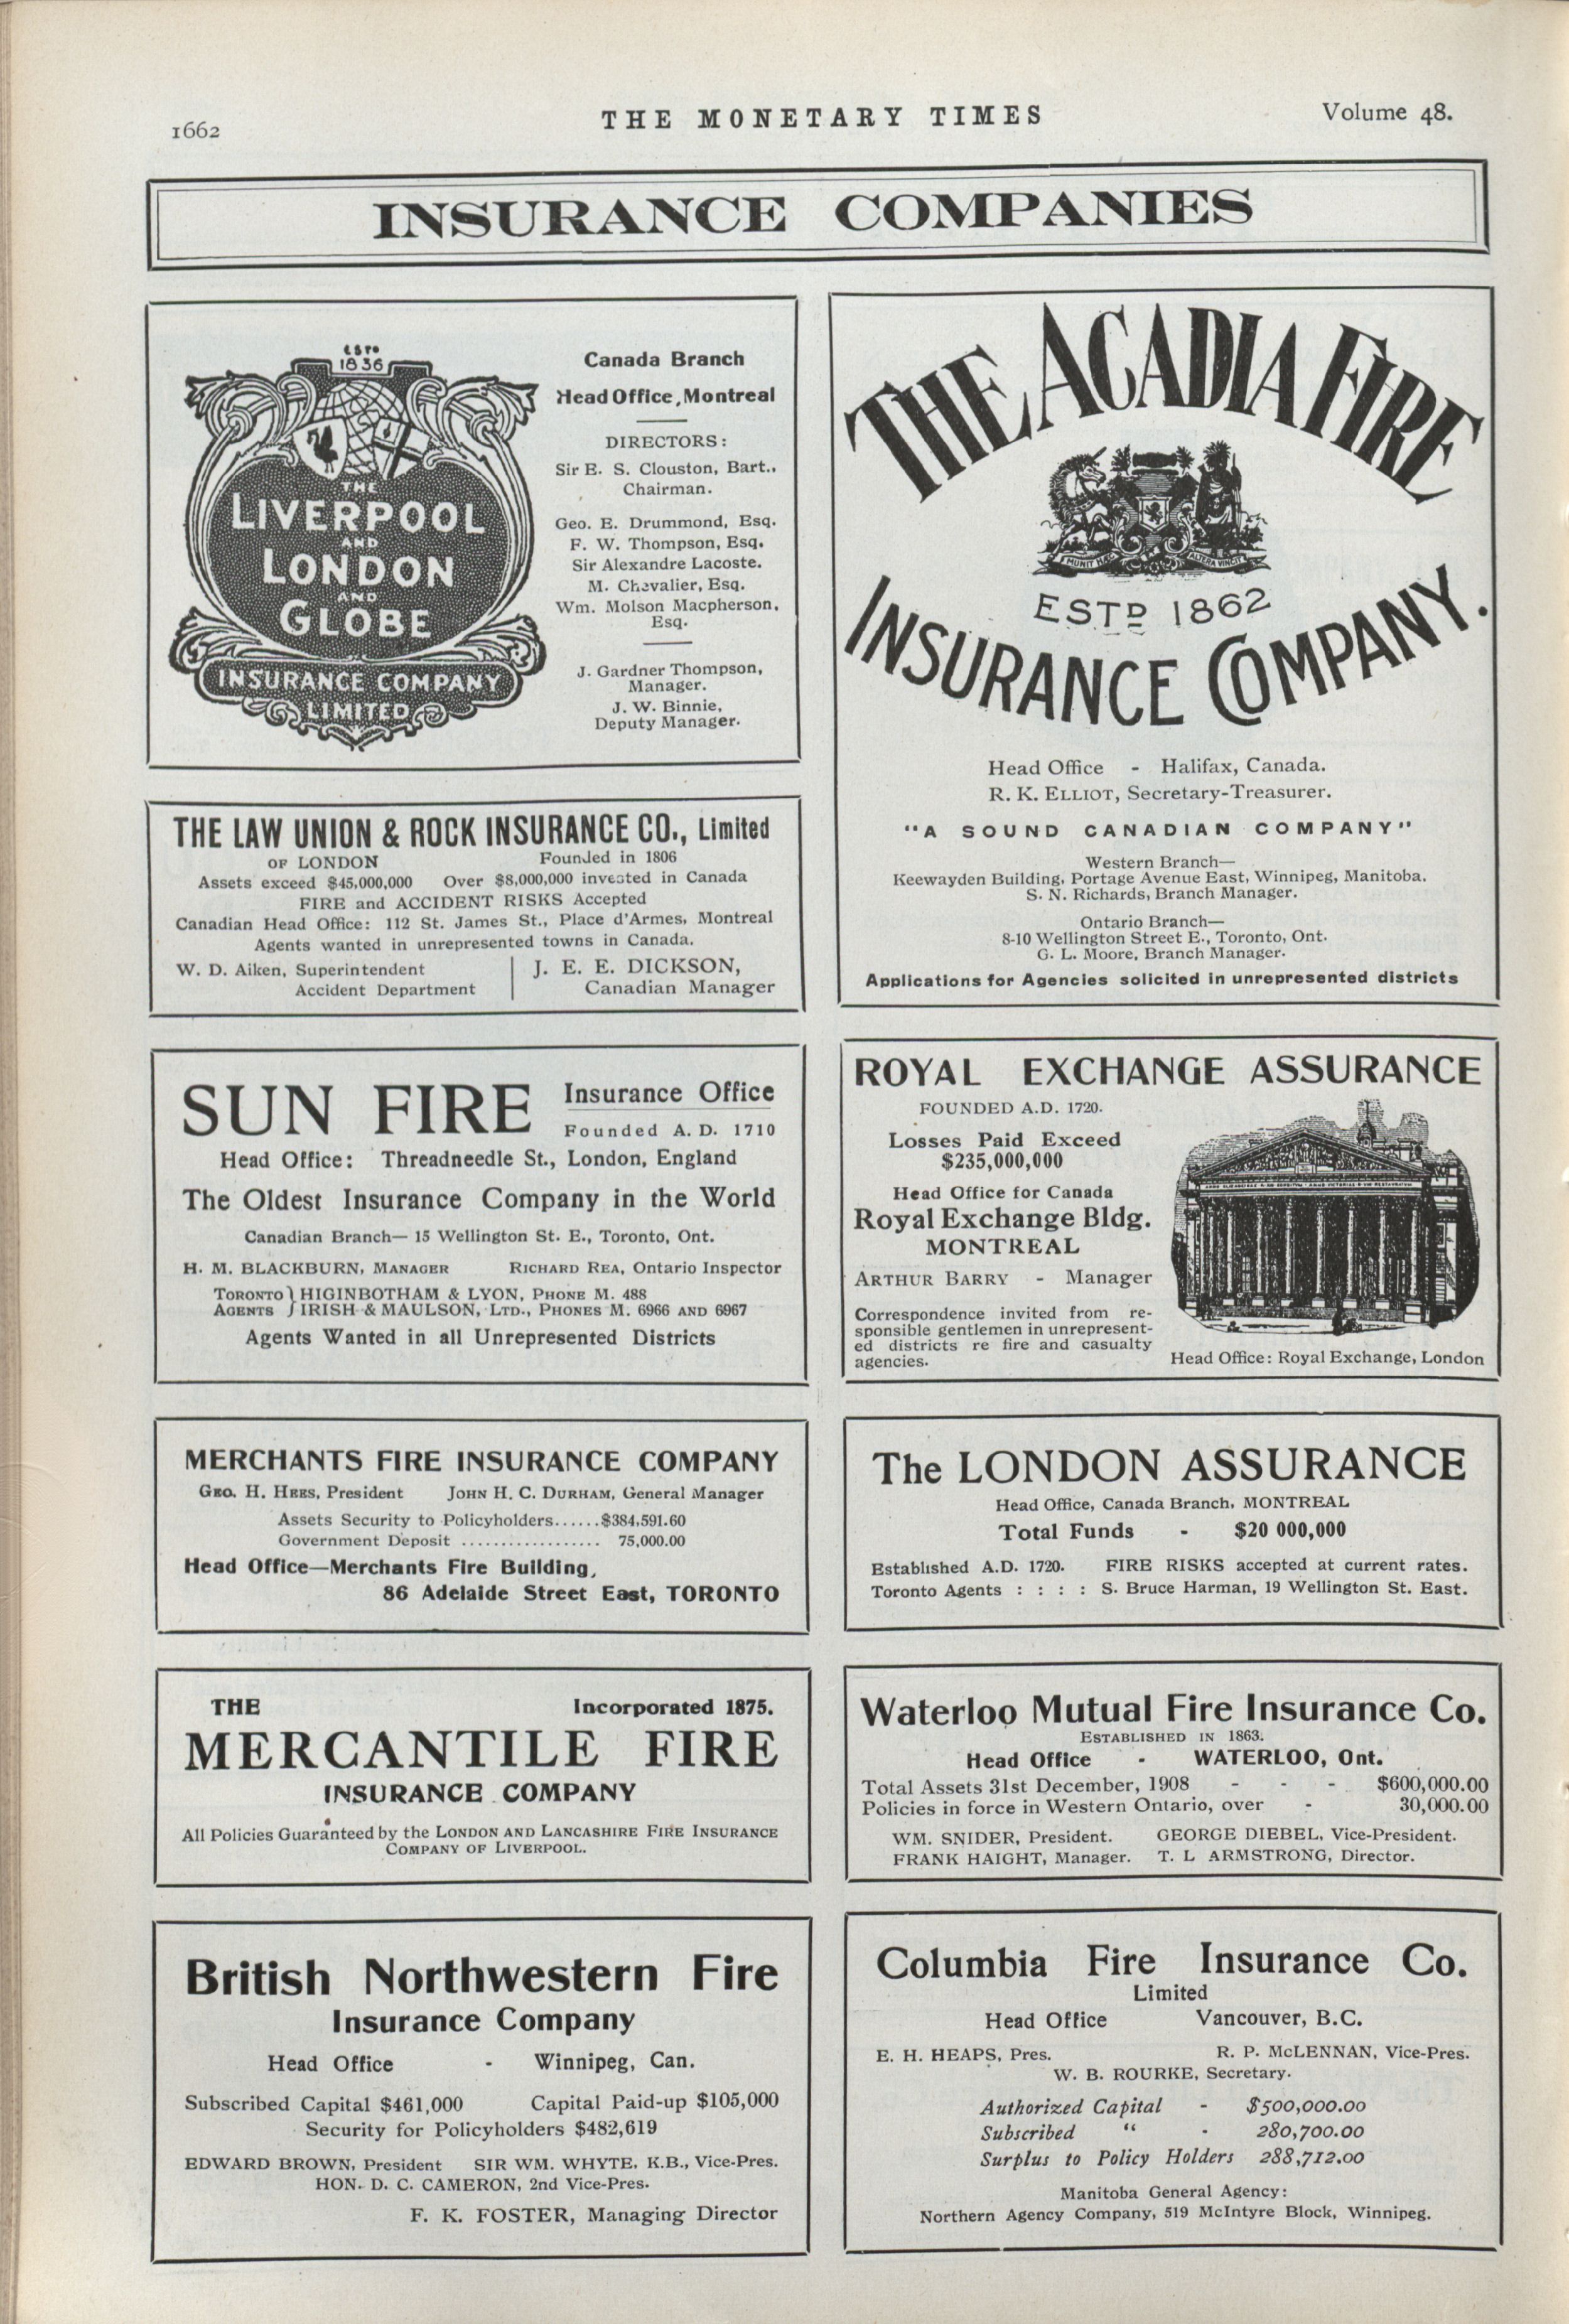 1662
THE MONETARY TIMES
Volume 48.
INSURANCE COMPANIES
ESTD
1836
THE
LIVERPOOL
AND
LONDON
AND
GLOBE
INSURANCE COMPANY
LIMITED
Canada Branch
Head Office, Montreal
DIRECTORS:
Sir E. S. Clouston, Bart.,
Chairman.
Geo. E. Drummond, Esq.
F. W. Thompson, Esq.
Sir Alexandre Lacoste.
M. Chevalier, Esq.
Wm. Molson Macpherson,
Esq.
J. Gardner Thompson,
Manager.
J. W. Binnie,
Deputy Manager.
THE LAW UNION & ROCK INSURANCE CO., Limited
OF LONDON Founded in 1806
Assets exceed $45,000,000 Over $8,000,000 invested in Canada
FIRE and ACCIDENT RISKS Accepted
Canadian Head Office: 112 St. James St., Place d'Armes, Montreal
Agents wanted in unrepresented towns in Canada.
W. D. Aiken, Superintendent
Accident Department
J. E. E. DICKSON,
Canadian Manager
SUN FIRE
Insurance Office
Founded A. D. 1710
Head Office: Threadneedle St., London, England
The Oldest Insurance Company in the World
Canadian Branch— 15 Wellington St. E., Toronto, Ont.
H. M. BLACKBURN, MANAGER RICHARD REA, Ontario Inspector
TORONTO } HIGINBOTHAM & LYON, PHONE M. 488
AGENTS } IRISH & MAULSON, LTD., PHONES M. 6966 AND 6967
Agents Wanted in all Unrepresented Districts
MERCHANTS FIRE INSURANCE COMPANY
GEO. H. HEES, President JOHN H. C. DURHAM, General Manager
Assets Security to Policyholders......$384,591.60
Government Deposit .................. 75,000.00
Head Office—Merchants Fire Building,
86 Adelaide Street East, TORONTO
THE Incorporated 1875.
MERCANTILE FIRE
INSURANCE COMPANY
All Policies Guaranteed by the LONDON AND LANCASHIRE FIRE INSURANCE
COMPANY OF LIVERPOOL.
British Northwestern Fire
Insurance Company
Head Office - Winnipeg, Can.
Subscribed Capital $461,000 Capital Paid-up $105,000
Security for Policyholders $482,619
EDWARD BROWN, President SIR WM. WHYTE, K.B., Vice-Pres.
HON. D. C. CAMERON, 2nd Vice-Pres.
F. K. FOSTER, Managing Director
THE ACADIA FIRE
MUNIT HAEC ALTERA VINCIT
ESTD 1862
INSURANCE COMPANY.
Head Office - Halifax, Canada.
R. K. ELLIOT, Secretary-Treasurer.
"A SOUND CANADIAN COMPANY"
Western Branch—
Keewayden Building, Portage Avenue East, Winnipeg, Manitoba.
S. N. Richards, Branch Manager.
Ontario Branch—
8-10 Wellington Street E., Toronto, Ont.
G. L. Moore, Branch Manager.
Applications for Agencies solicited in unrepresented districts
ROYAL EXCHANGE ASSURANCE
FOUNDED A.D. 1720.
Losses Paid Exceed
$235,000,000
Head Office for Canada
Royal Exchange Bldg.
MONTREAL
ARTHUR BARRY - Manager
Correspondence invited from re-
sponsible gentlemen in unrepresent-
ed districts re fire and casualty
agencies.
Head Office: Royal Exchange, London
The LONDON ASSURANCE
Head Office, Canada Branch, MONTREAL
Total Funds - $20 000,000
Established A.D. 1720. FIRE RISKS accepted at current rates.
Toronto Agents : : : : S. Bruce Harman, 19 Wellington St. East.
Waterloo Mutual Fire Insurance Co.
ESTABLISHED IN 1863.
Head Office - WATERLOO, Ont.
Total Assets 31st December, 1908 - - - $600,000.00
Policies in force in Western Ontario, over - 30,000.00
WM. SNIDER, President. GEORGE DIEBEL, Vice-President.
FRANK HAIGHT, Manager. T. L ARMSTRONG, Director.
Columbia Fire Insurance Co.
Limited
Head Office Vancouver, B.C.
E. H. HEAPS, Pres. R. P. McLENNAN, Vice-Pres.
W. B. ROURKE, Secretary.
Authorized Capital - $500,000.00
Subscribed " - 280,700.00
Surplus to Policy Holders 288,712.00
Manitoba General Agency:
Northern Agency Company, 519 McIntyre Block, Winnipeg.